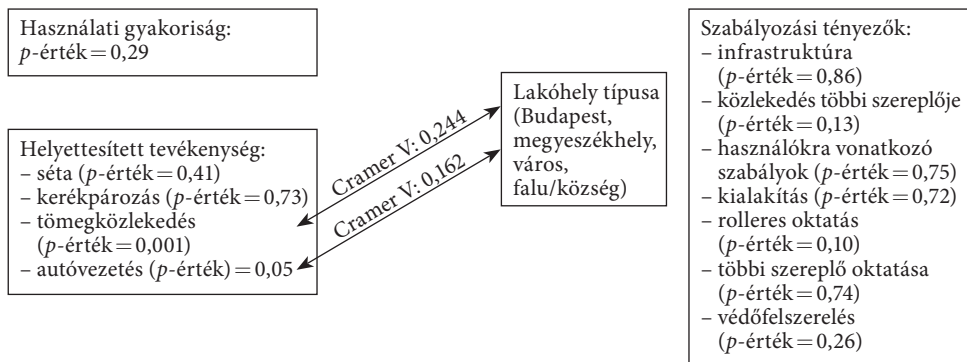 Használati gyakoriság:
p-érték = 0,29
Helyettesített tevékenység:
– séta (p-érték = 0,41)
– kerékpározás (p-érték = 0,73)
– tömegközlekedés
(p-érték = 0,001)
– autóvezetés (p-érték) = 0,05
Cramer V: 0,244
Cramer V: 0,162
Lakóhely típusa
(Budapest,
megyeszékhely,
város,
falu/község)
Szabályozási tényezők:
– infrastruktúra
(p-érték = 0,86)
– közlekedés többi szereplője
(p-érték = 0,13)
– használókra vonatkozó
szabályok (p-érték = 0,75)
– kialakítás (p-érték = 0,72)
– rolleres oktatás
(p-érték = 0,10)
– többi szereplő oktatása
(p-érték = 0,74)
– védőfelszerelés
(p-érték = 0,26)